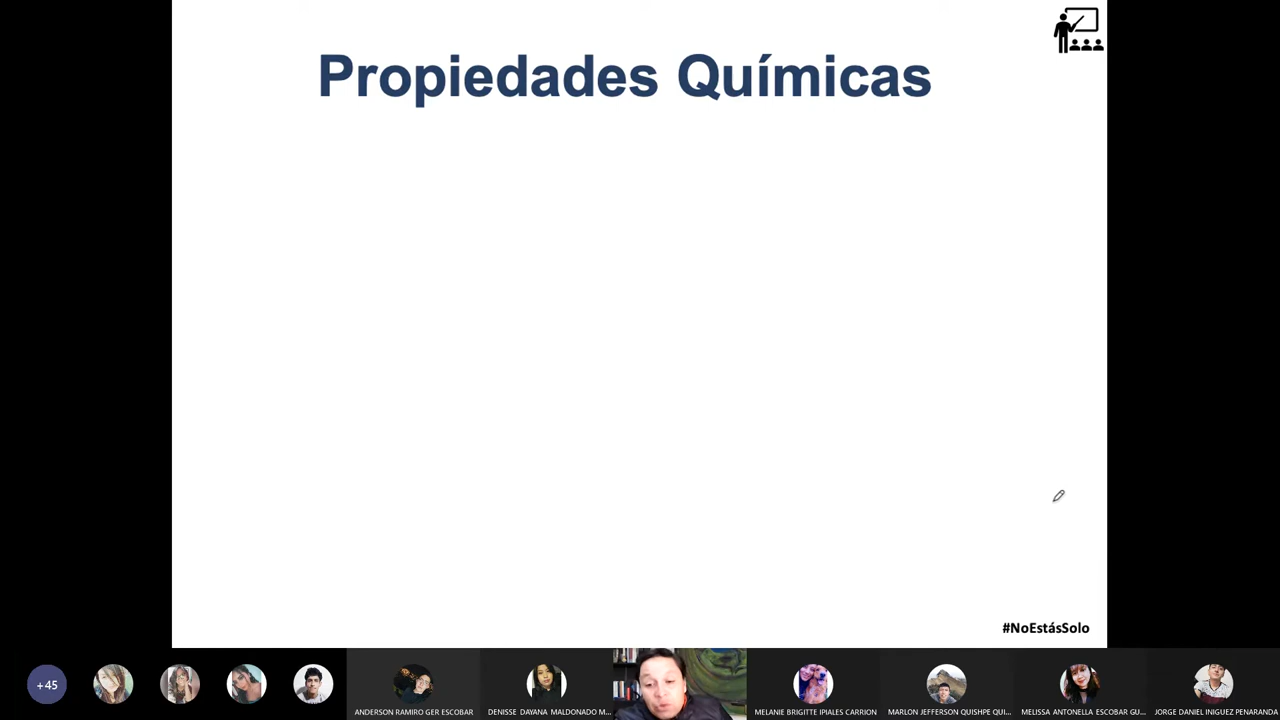 Propiedades Químicas
#NoEstásSolo
+45
ANDERSON RAMIRO GER ESCOBAR
DENISSE DAYANA MALDONADO M...
MELANIE BRIGITTE IPIALES CARRION
MARLON JEFFERSON QUISHPE QUI...
MELISSA ANTONELLA ESCOBAR GU...
JORGE DANIEL INIGUEZ PENARANDA